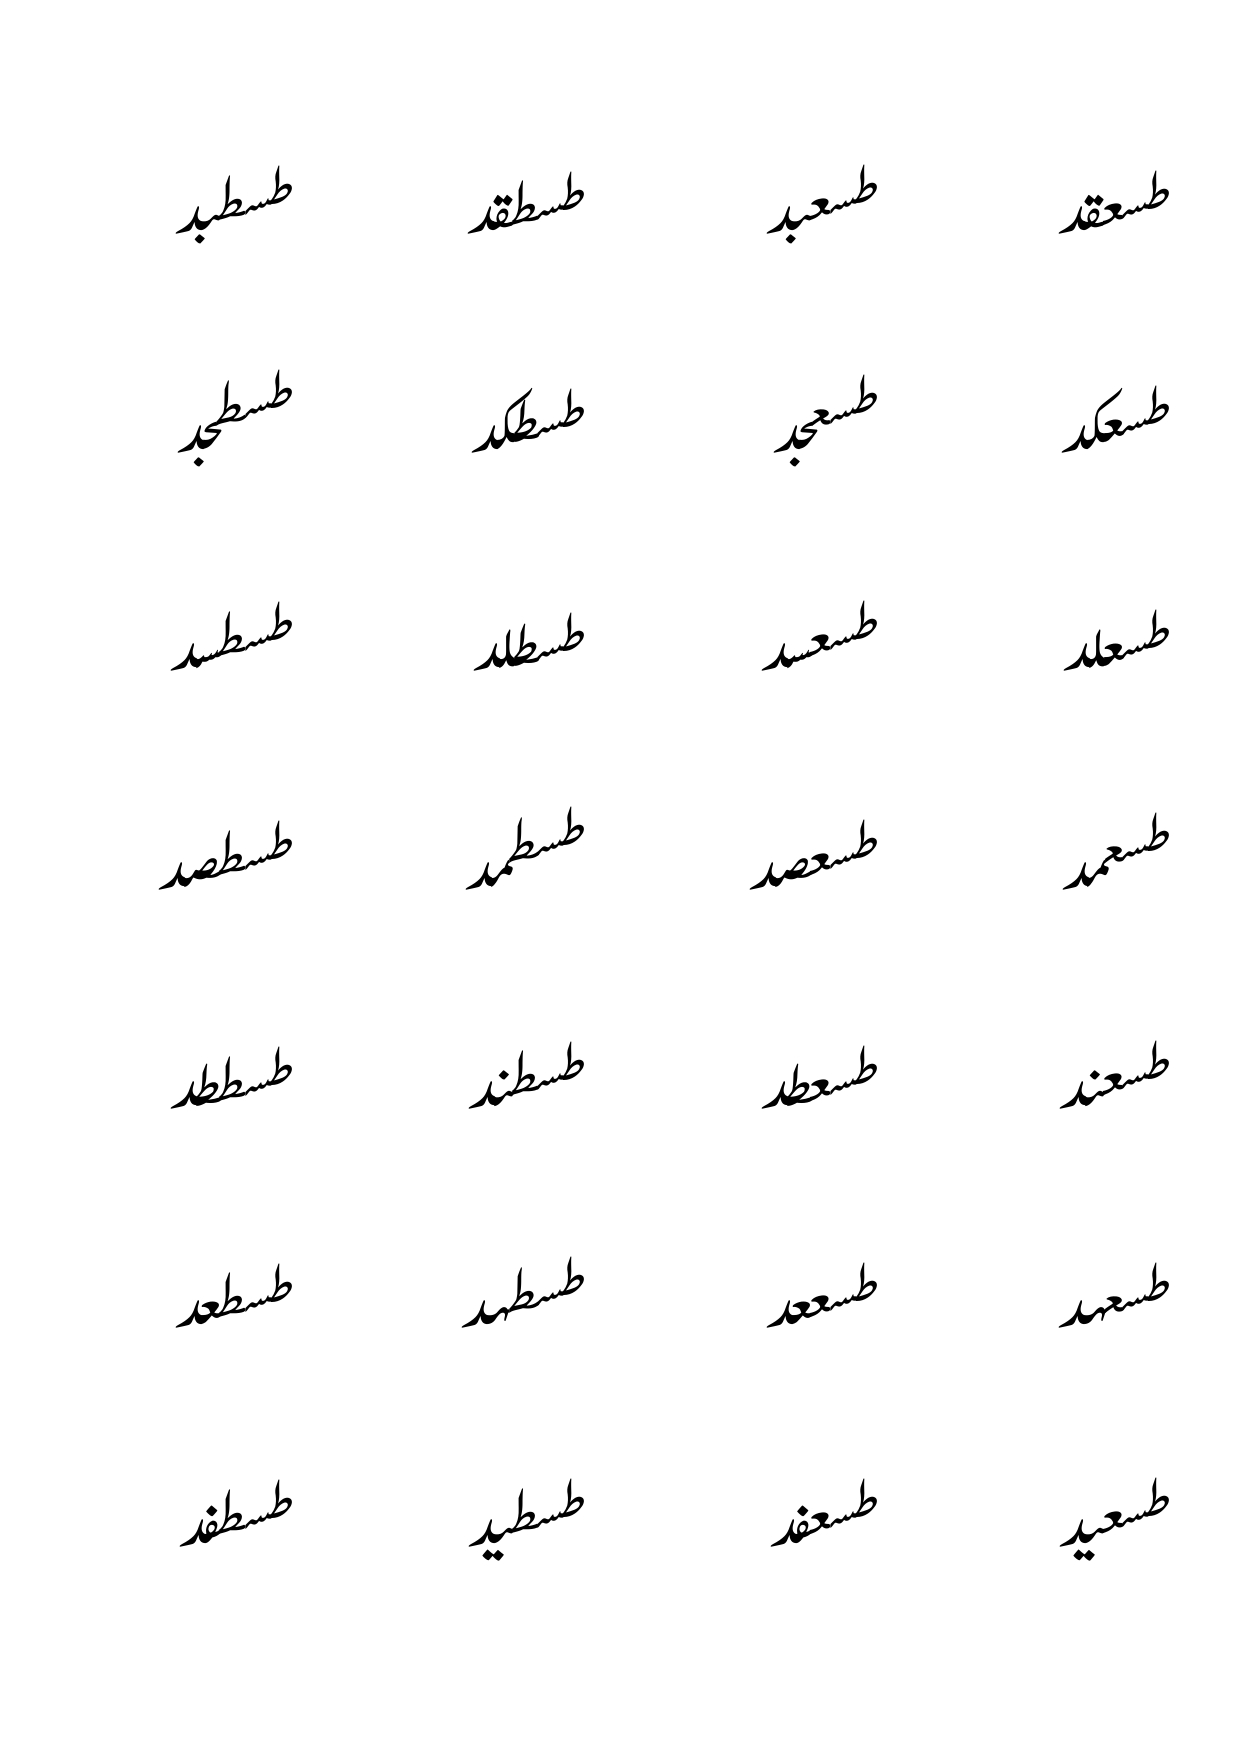 طسعقد طسعبد طسطقد طسطبد
طسعكد طسعجد طسطكد طسطجد
طسعلد طسعسد طسطلد طسطسد
طسعمد طسعصد طسطمد طسطصد
طسعند طسعطد طسطند طسططد
طسعهد طسععد طسطهد طسطعد
طسعيد طسعفد طسطيد طسطفد